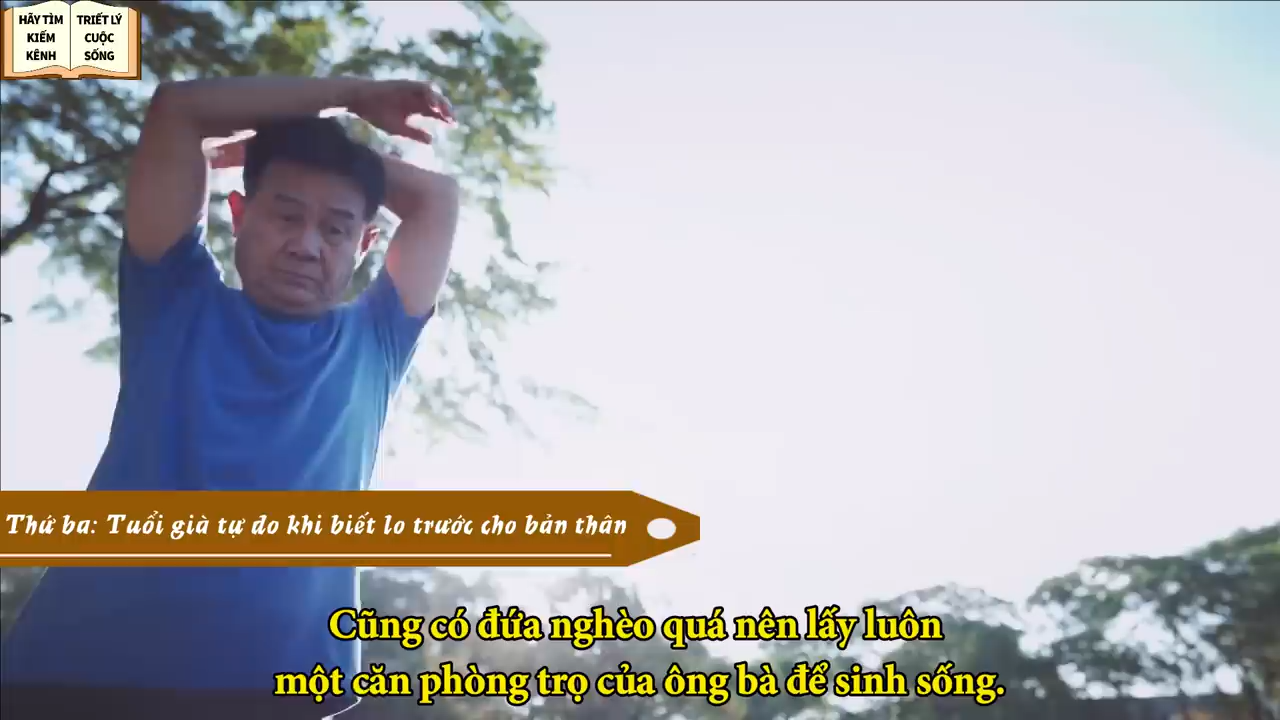 HÃY TÌM
KIẾM
KÊNH
TRIẾT LÝ
CUỘC
SỐNG
Thứ ba: Tuổi già tự do khi biết lo trước cho bản thân
Cũng có đứa nghèo quá nên lấy luôn
một căn phòng trọ của ông bà để sinh sống.